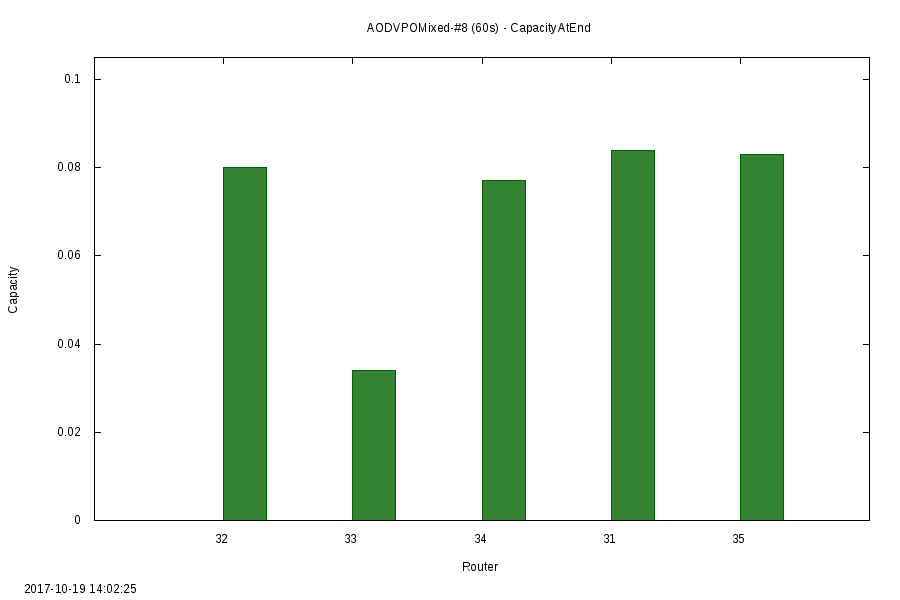 AODVPOMixed-#8 (60s) - CapacityAtEnd
0.1
0.08
0.06
0.04
0.02
0
Capacity
32 33 34 31 35
Router
2017-10-19 14:02:25